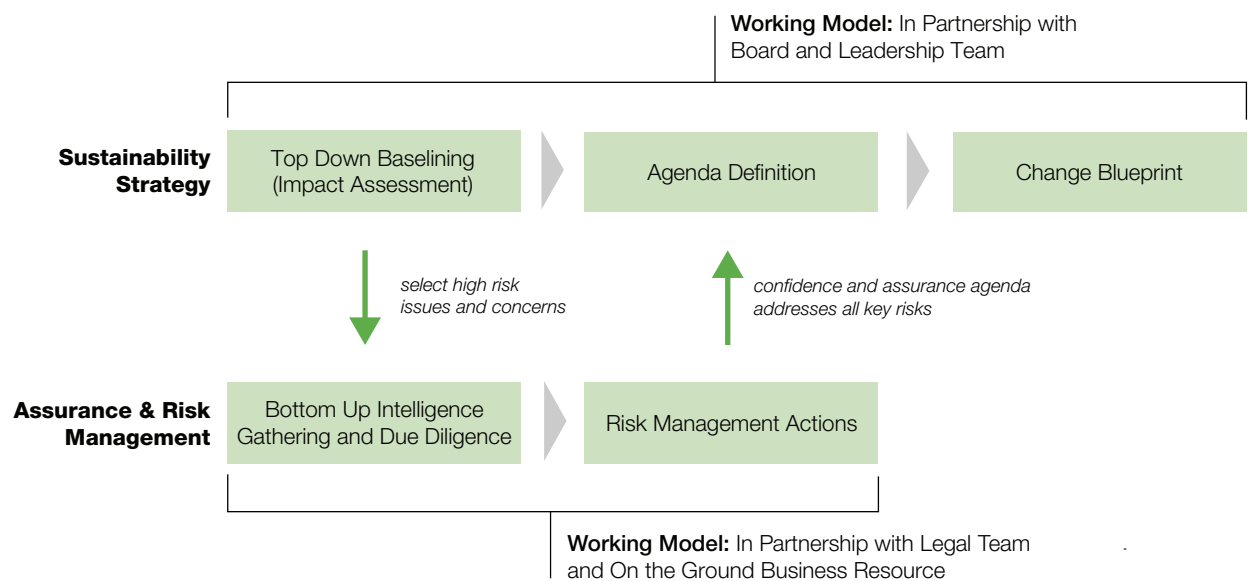 Working Model: In Partnership with
Board and Leadership Team
Sustainability
Strategy
Top Down Baselining
(Impact Assessment)
Agenda Definition
Change Blueprint
select high risk
issues and concerns
confidence and assurance agenda
addresses all key risks
Assurance & Risk
Management
Bottom Up Intelligence
Gathering and Due Diligence
Risk Management Actions
Working Model: In Partnership with Legal Team
and On the Ground Business Resource